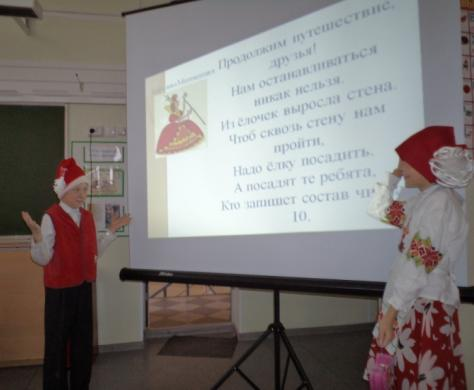 Продолжим путешествие,
друзья!
Нам останавливаться
никак нельзя.
Из ёлочек выросла стена.
Чтоб сквозь стену нам
пройти,
Надо ёлку посадить.
А посадят те ребята,
Кто запишет состав
10.